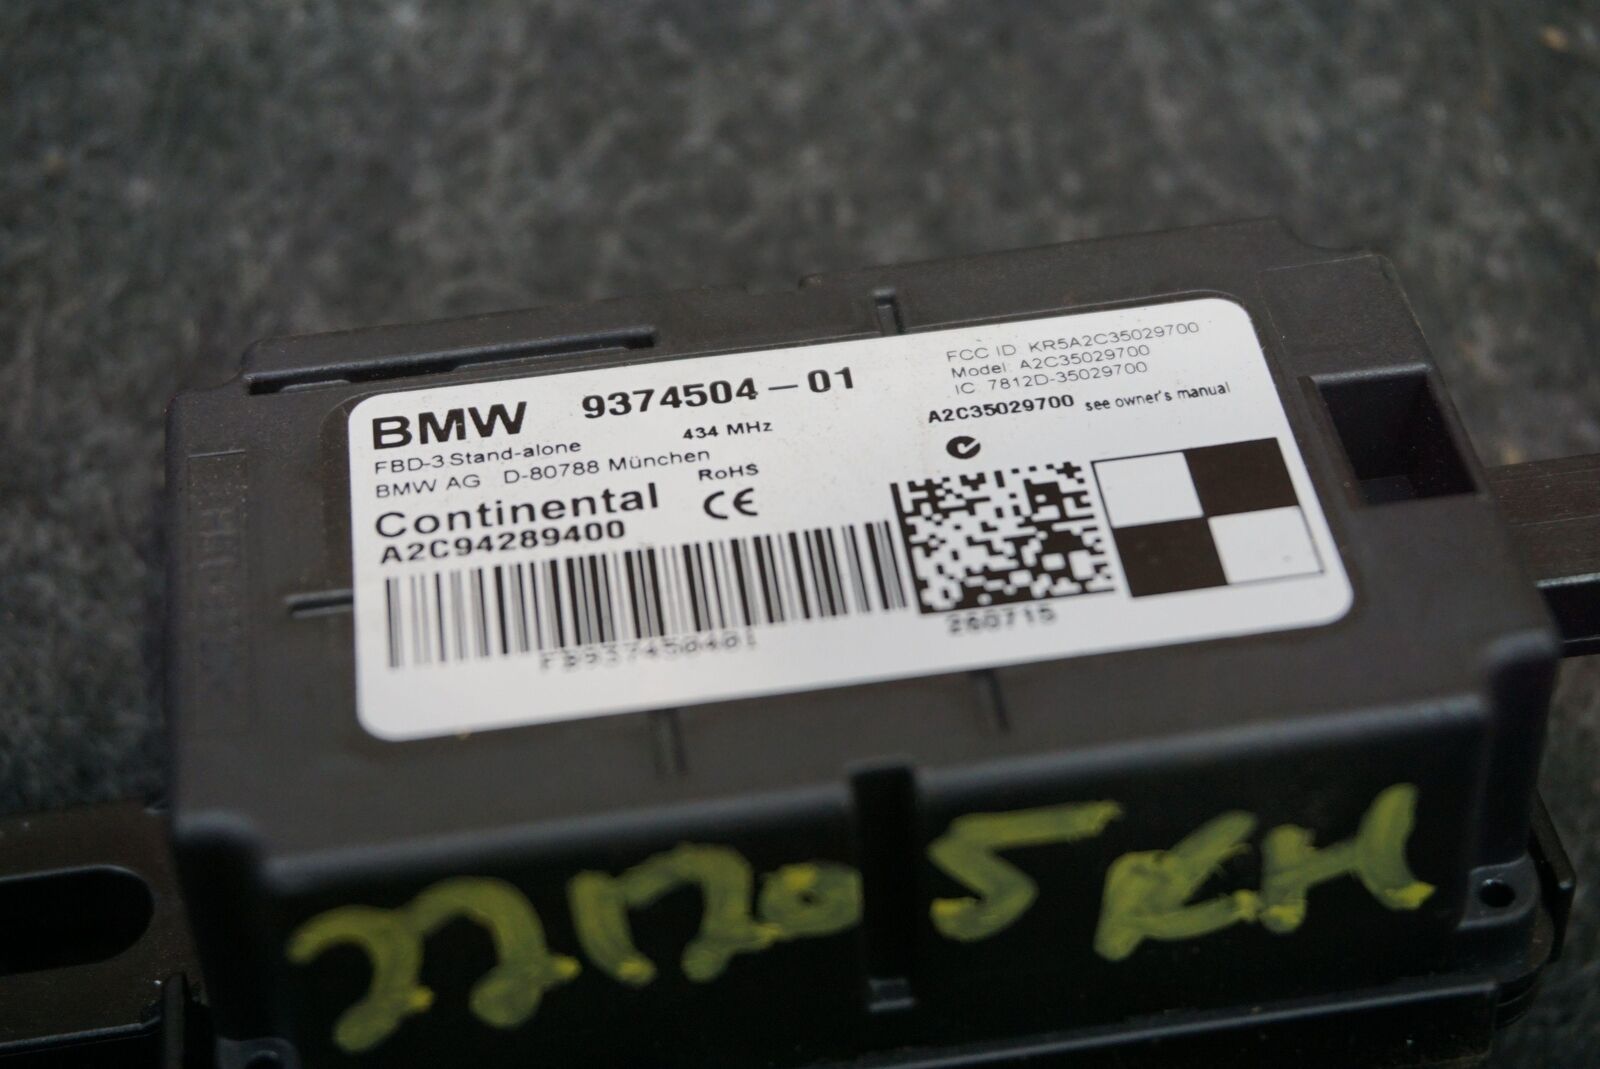 BMW 9374504-01
FBD-3 Stand-alone 434 MHz
BMW AG D-80788 München
RoHS
Continental CE
A2C94289400
FCC ID KR5A2C35029700
Model: A2C35029700
IC 7812D-35029700
A2C35029700 see owner's manual
260715